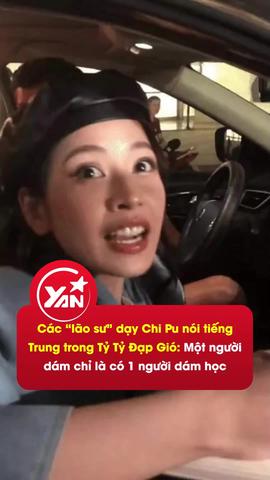 YAN
Các “lão sư” dạy Chi Pu nói tiếng
Trung trong Tỷ Tỷ Đạp Gió: Một người
dám chỉ là có 1 người dám học